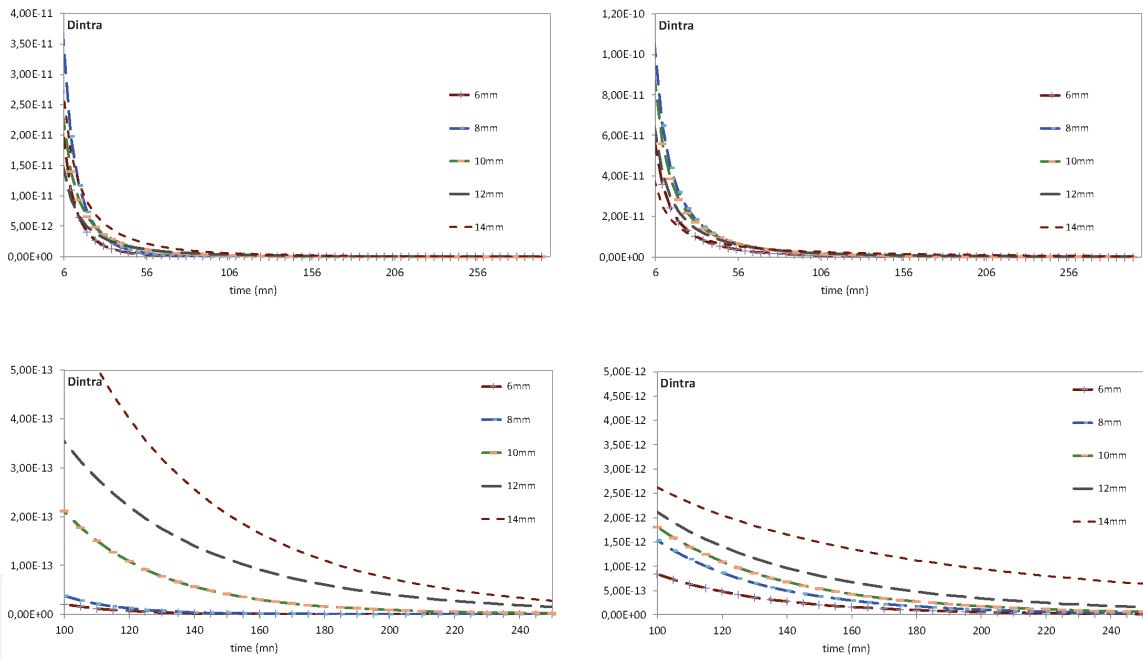 Dintra
4,00E-11
3,50E-11
3,00E-11
2,50E-11
2,00E-11
1,50E-11
1,00E-11
5,00E-12
0,00E+00
6 56 106 156 206 256
time (mn)
6mm
8mm
10mm
12mm
14mm
Dintra
1,20E-10
1,00E-10
8,00E-11
6,00E-11
4,00E-11
2,00E-11
0,00E+00
6 56 106 156 206 256
time (mn)
6mm
8mm
10mm
12mm
14mm
Dintra
5,00E-13
4,00E-13
3,00E-13
2,00E-13
1,00E-13
0,00E+00
100 120 140 160 180 200 220 240
time (mn)
6mm
8mm
10mm
12mm
14mm
Dintra
5,00E-12
4,50E-12
4,00E-12
3,50E-12
3,00E-12
2,50E-12
2,00E-12
1,50E-12
1,00E-12
5,00E-13
0,00E+00
100 120 140 160 180 200 220 240
time (mn)
6mm
8mm
10mm
12mm
14mm